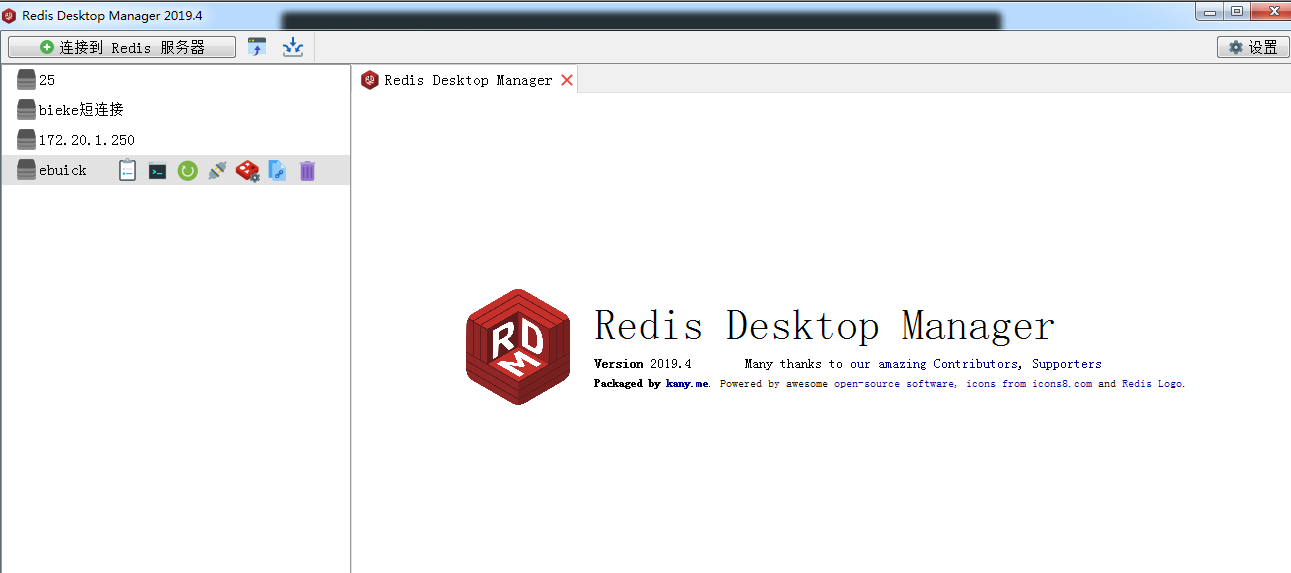 Redis Desktop Manager 2019.4
连接到 Redis 服务器
设置
25
bieke短连接
172.20.1.250
ebuick
Redis Desktop Manager
RDM
Redis Desktop Manager
Version 2019.4 Many thanks to our amazing Contributors, Supporters
Packaged by kany.me. Powered by awesome open-source software, icons from icons8.com and Redis Logo.